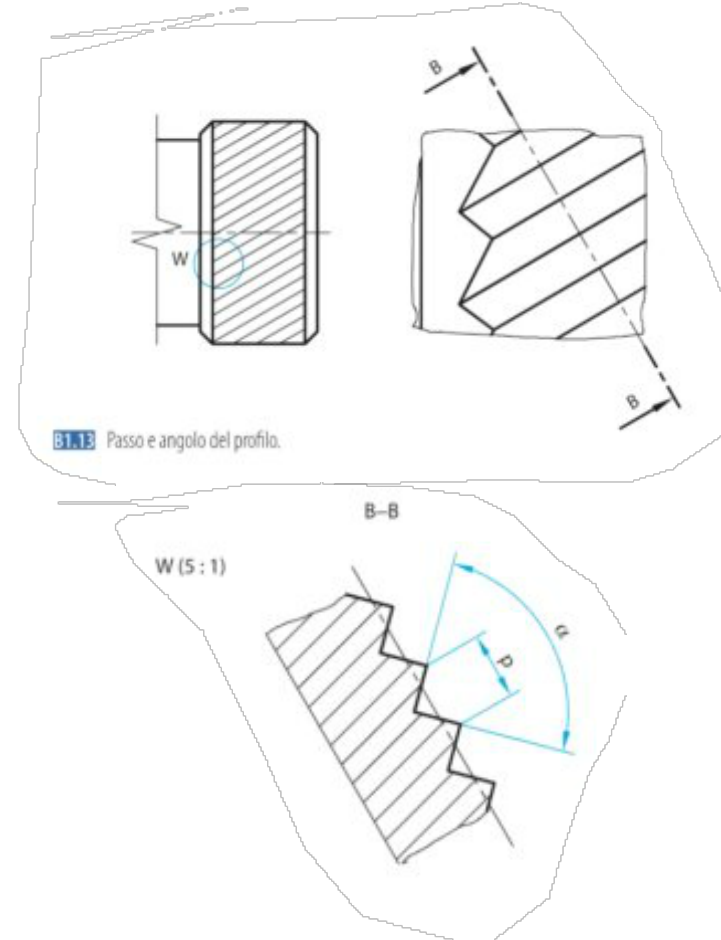 B
W
B
B1.13 Passo e angolo del profilo.
B–B
W (5 : 1)
α
p